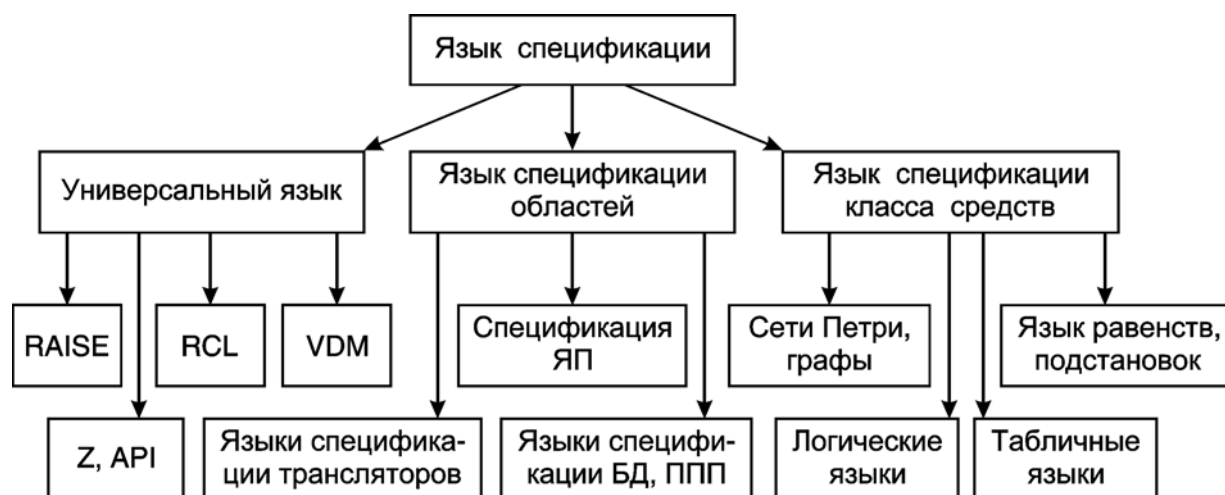 Язык спецификации
Универсальный язык
Язык спецификации
областей
Язык спецификации
класса средств
RAISE
RCL
VDM
Спецификация
ЯП
Сети Петри,
графы
Язык равенств,
подстановок
Z, API
Языки специфика-
ции трансляторов
Языки специфи-
кации БД, ППП
Логические
языки
Табличные
языки